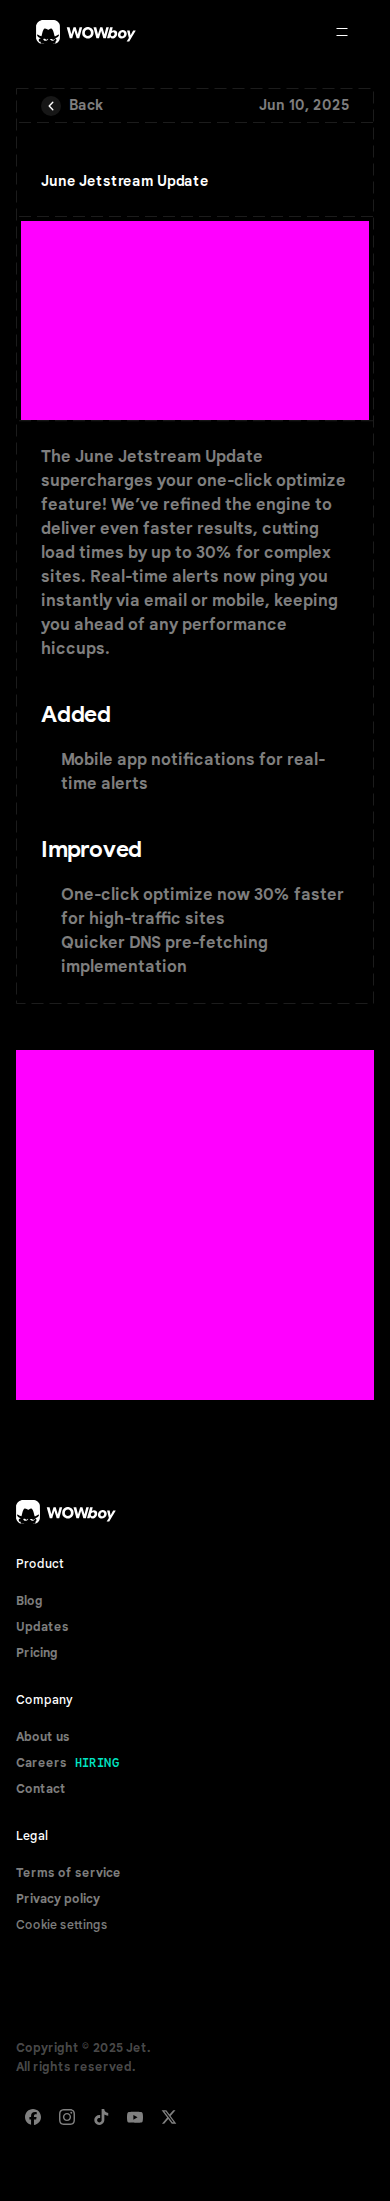 WOWboy
Back
Jun 10, 2025
June Jetstream Update
The June Jetstream Update
supercharges your one-click optimize
feature! We’ve refined the engine to
deliver even faster results, cutting
load times by up to 30% for complex
sites. Real-time alerts now ping you
instantly via email or mobile, keeping
you ahead of any performance
hiccups.
Added
Mobile app notifications for real-
time alerts
Improved
One-click optimize now 30% faster
for high-traffic sites
Quicker DNS pre-fetching
implementation
WOWboy
Product
Blog
Updates
Pricing
Company
About us
Careers HIRING
Contact
Legal
Terms of service
Privacy policy
Cookie settings
Copyright © 2025 Jet.
All rights reserved.